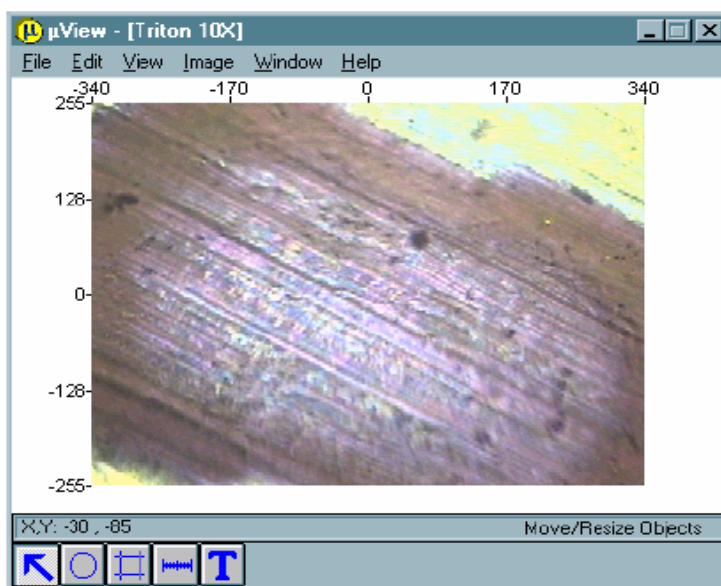 µView - [Triton 10X]
File Edit View Image Window Help
-340 -170 0 170 340
255-
128-
0-
-128-
-255-
X,Y: -30 , -85 Move/Resize Objects
T